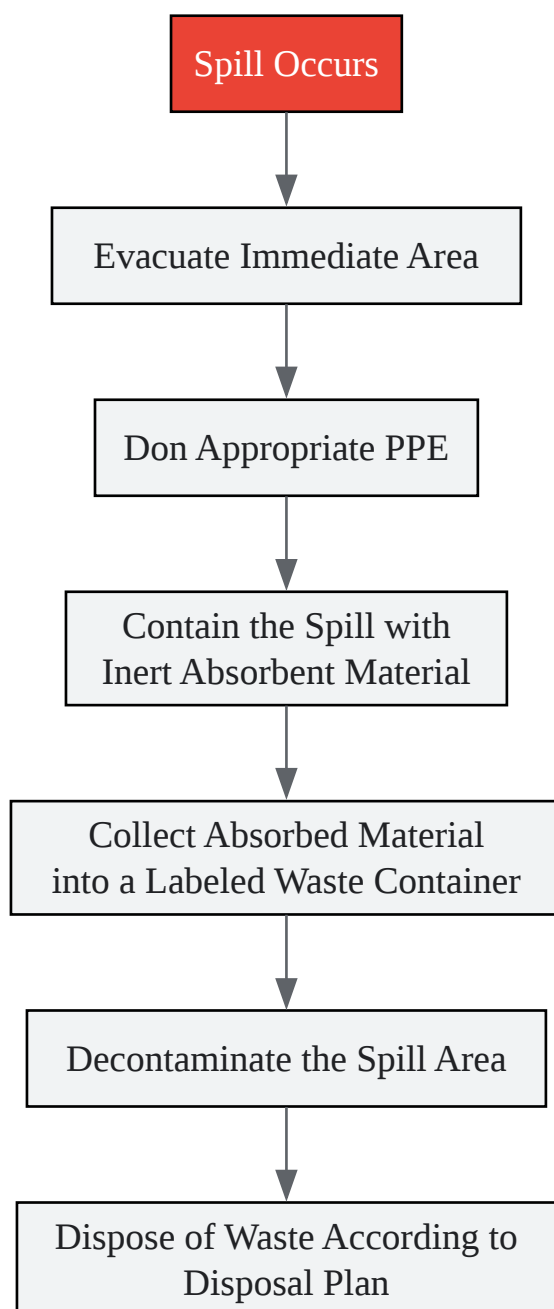 Spill Occurs
Evacuate Immediate Area
Don Appropriate PPE
Contain the Spill with
Inert Absorbent Material
Collect Absorbed Material
into a Labeled Waste Container
Decontaminate the Spill Area
Dispose of Waste According to
Disposal Plan